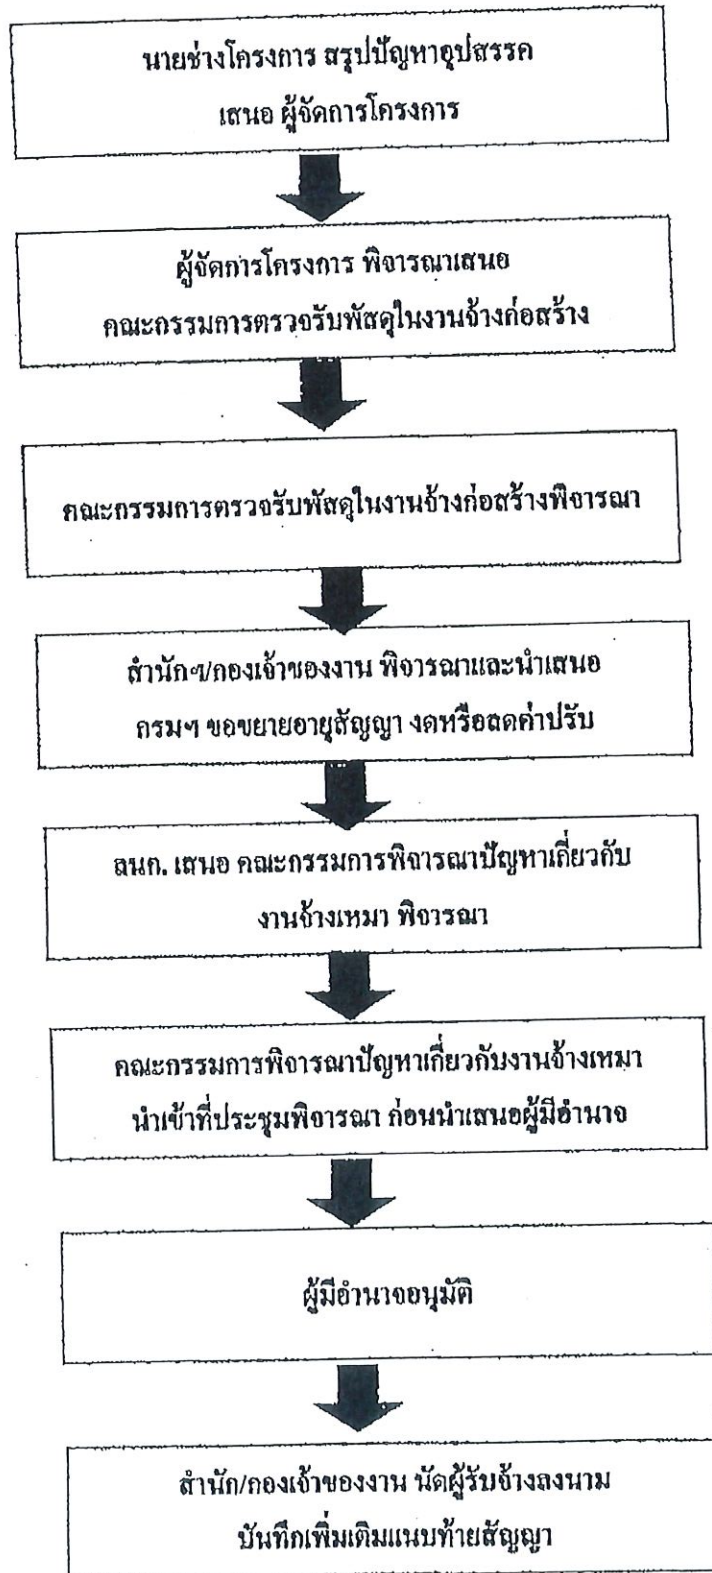 นายช่างโครงการ สรุปปัญหาอุปสรรค
เสนอ ผู้จัดการโครงการ
ผู้จัดการโครงการ พิจารณาเสนอ
คณะกรรมการตรวจรับพัสดุในงานจ้างก่อสร้าง
คณะกรรมการตรวจรับพัสดุในงานจ้างก่อสร้างพิจารณา
สำนักฯ/กองเจ้าของงาน พิจารณาและนำเสนอ
กรมฯ ขอขยายอายุสัญญา งดหรือลดค่าปรับ
ลนก. เสนอ คณะกรรมการพิจารณาปัญหาเกี่ยวกับ
งานจ้างเหมา พิจารณา
คณะกรรมการพิจารณาปัญหาเกี่ยวกับงานจ้างเหมา
นำเข้าที่ประชุมพิจารณา ก่อนนำเสนอผู้มีอำนาจ
ผู้มีอำนาจอนุมัติ
สำนัก/กองเจ้าของงาน นัดผู้รับจ้างลงนาม
บันทึกเพิ่มเติมแนบท้ายสัญญา